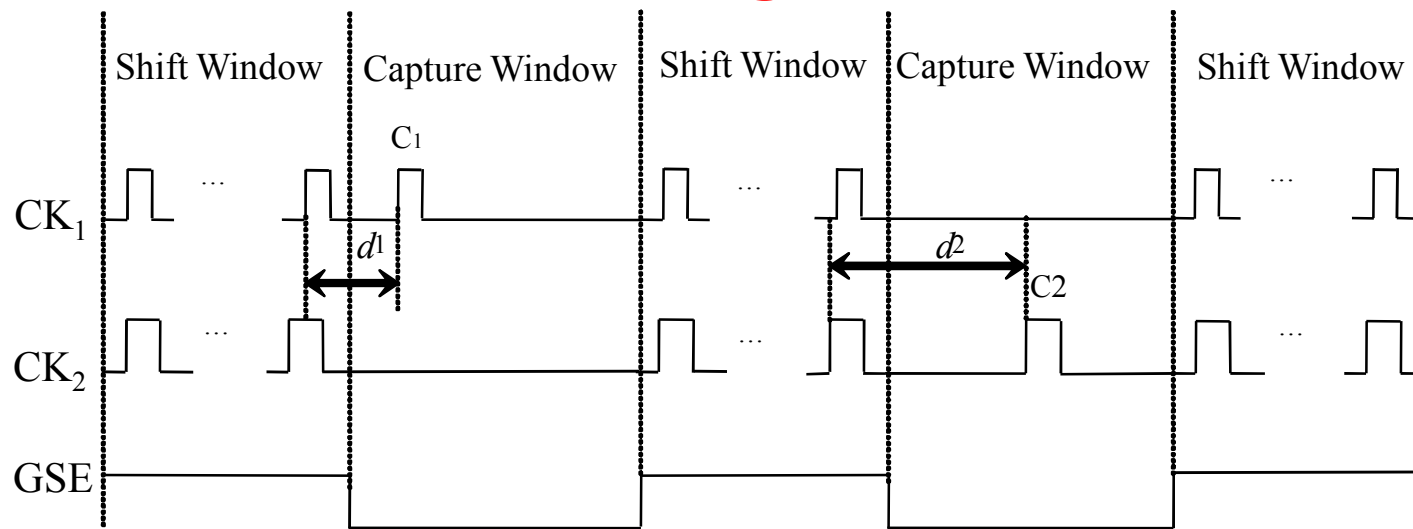 Shift Window Capture Window Shift Window Capture Window Shift Window
C1
... ... ...
CK1
d1 d2
C2
... ... ...
CK2
GSE